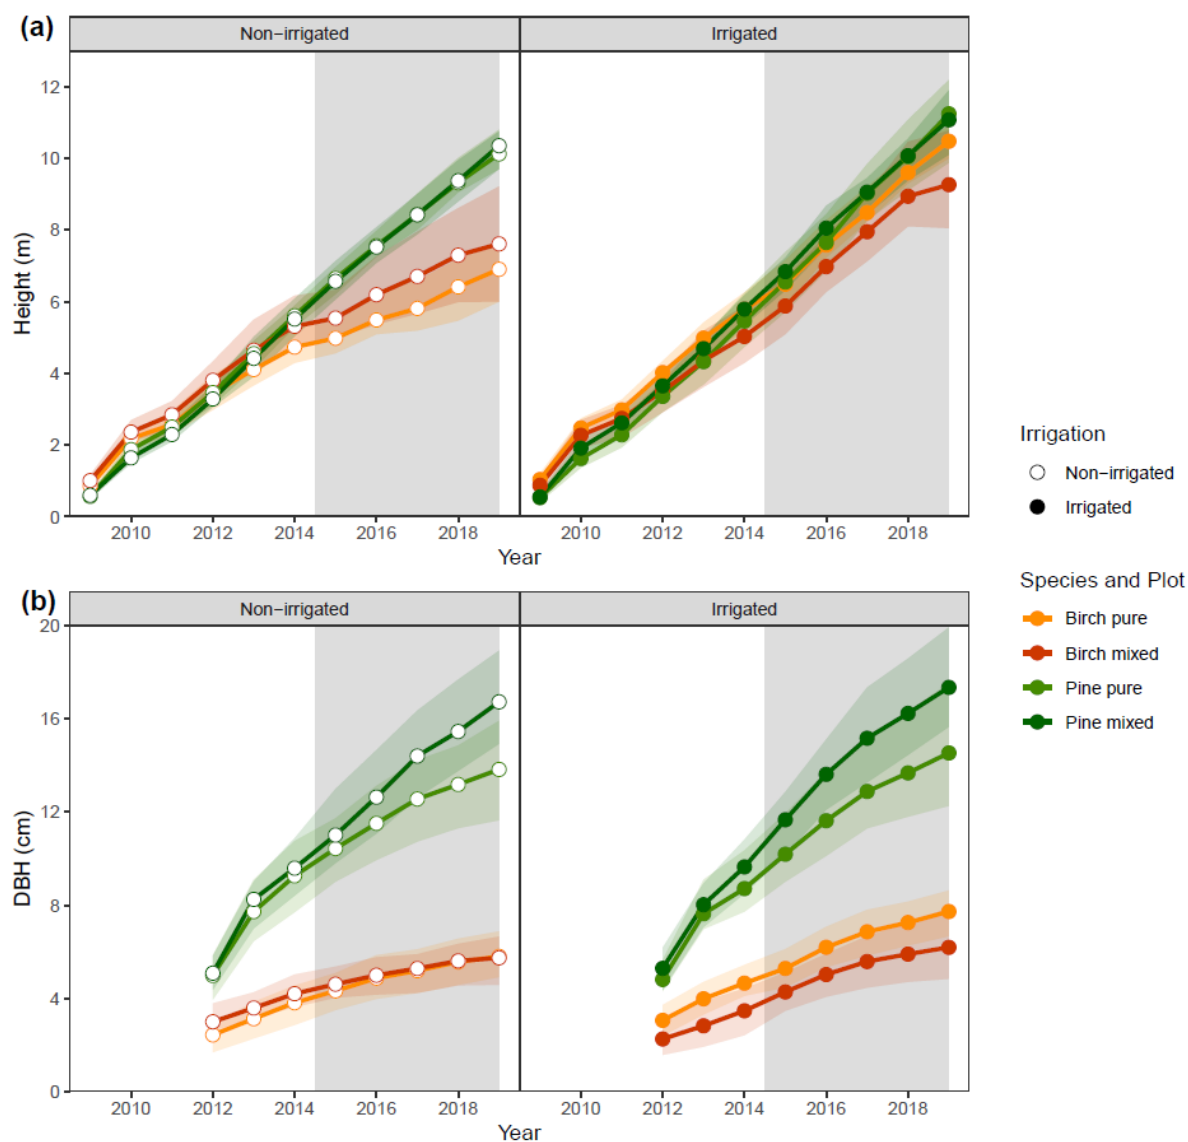 (a)
Non-irrigated
Irrigated
12
10
8
6
4
2
0
Height (m)
2010 2012 2014 2016 2018
2010 2012 2014 2016 2018
Year
Irrigation
Non-irrigated
Irrigated
Species and Plot
Birch pure
Birch mixed
Pine pure
Pine mixed
(b)
Non-irrigated
Irrigated
20
16
12
8
4
0
DBH (cm)
2010 2012 2014 2016 2018
2010 2012 2014 2016 2018
Year